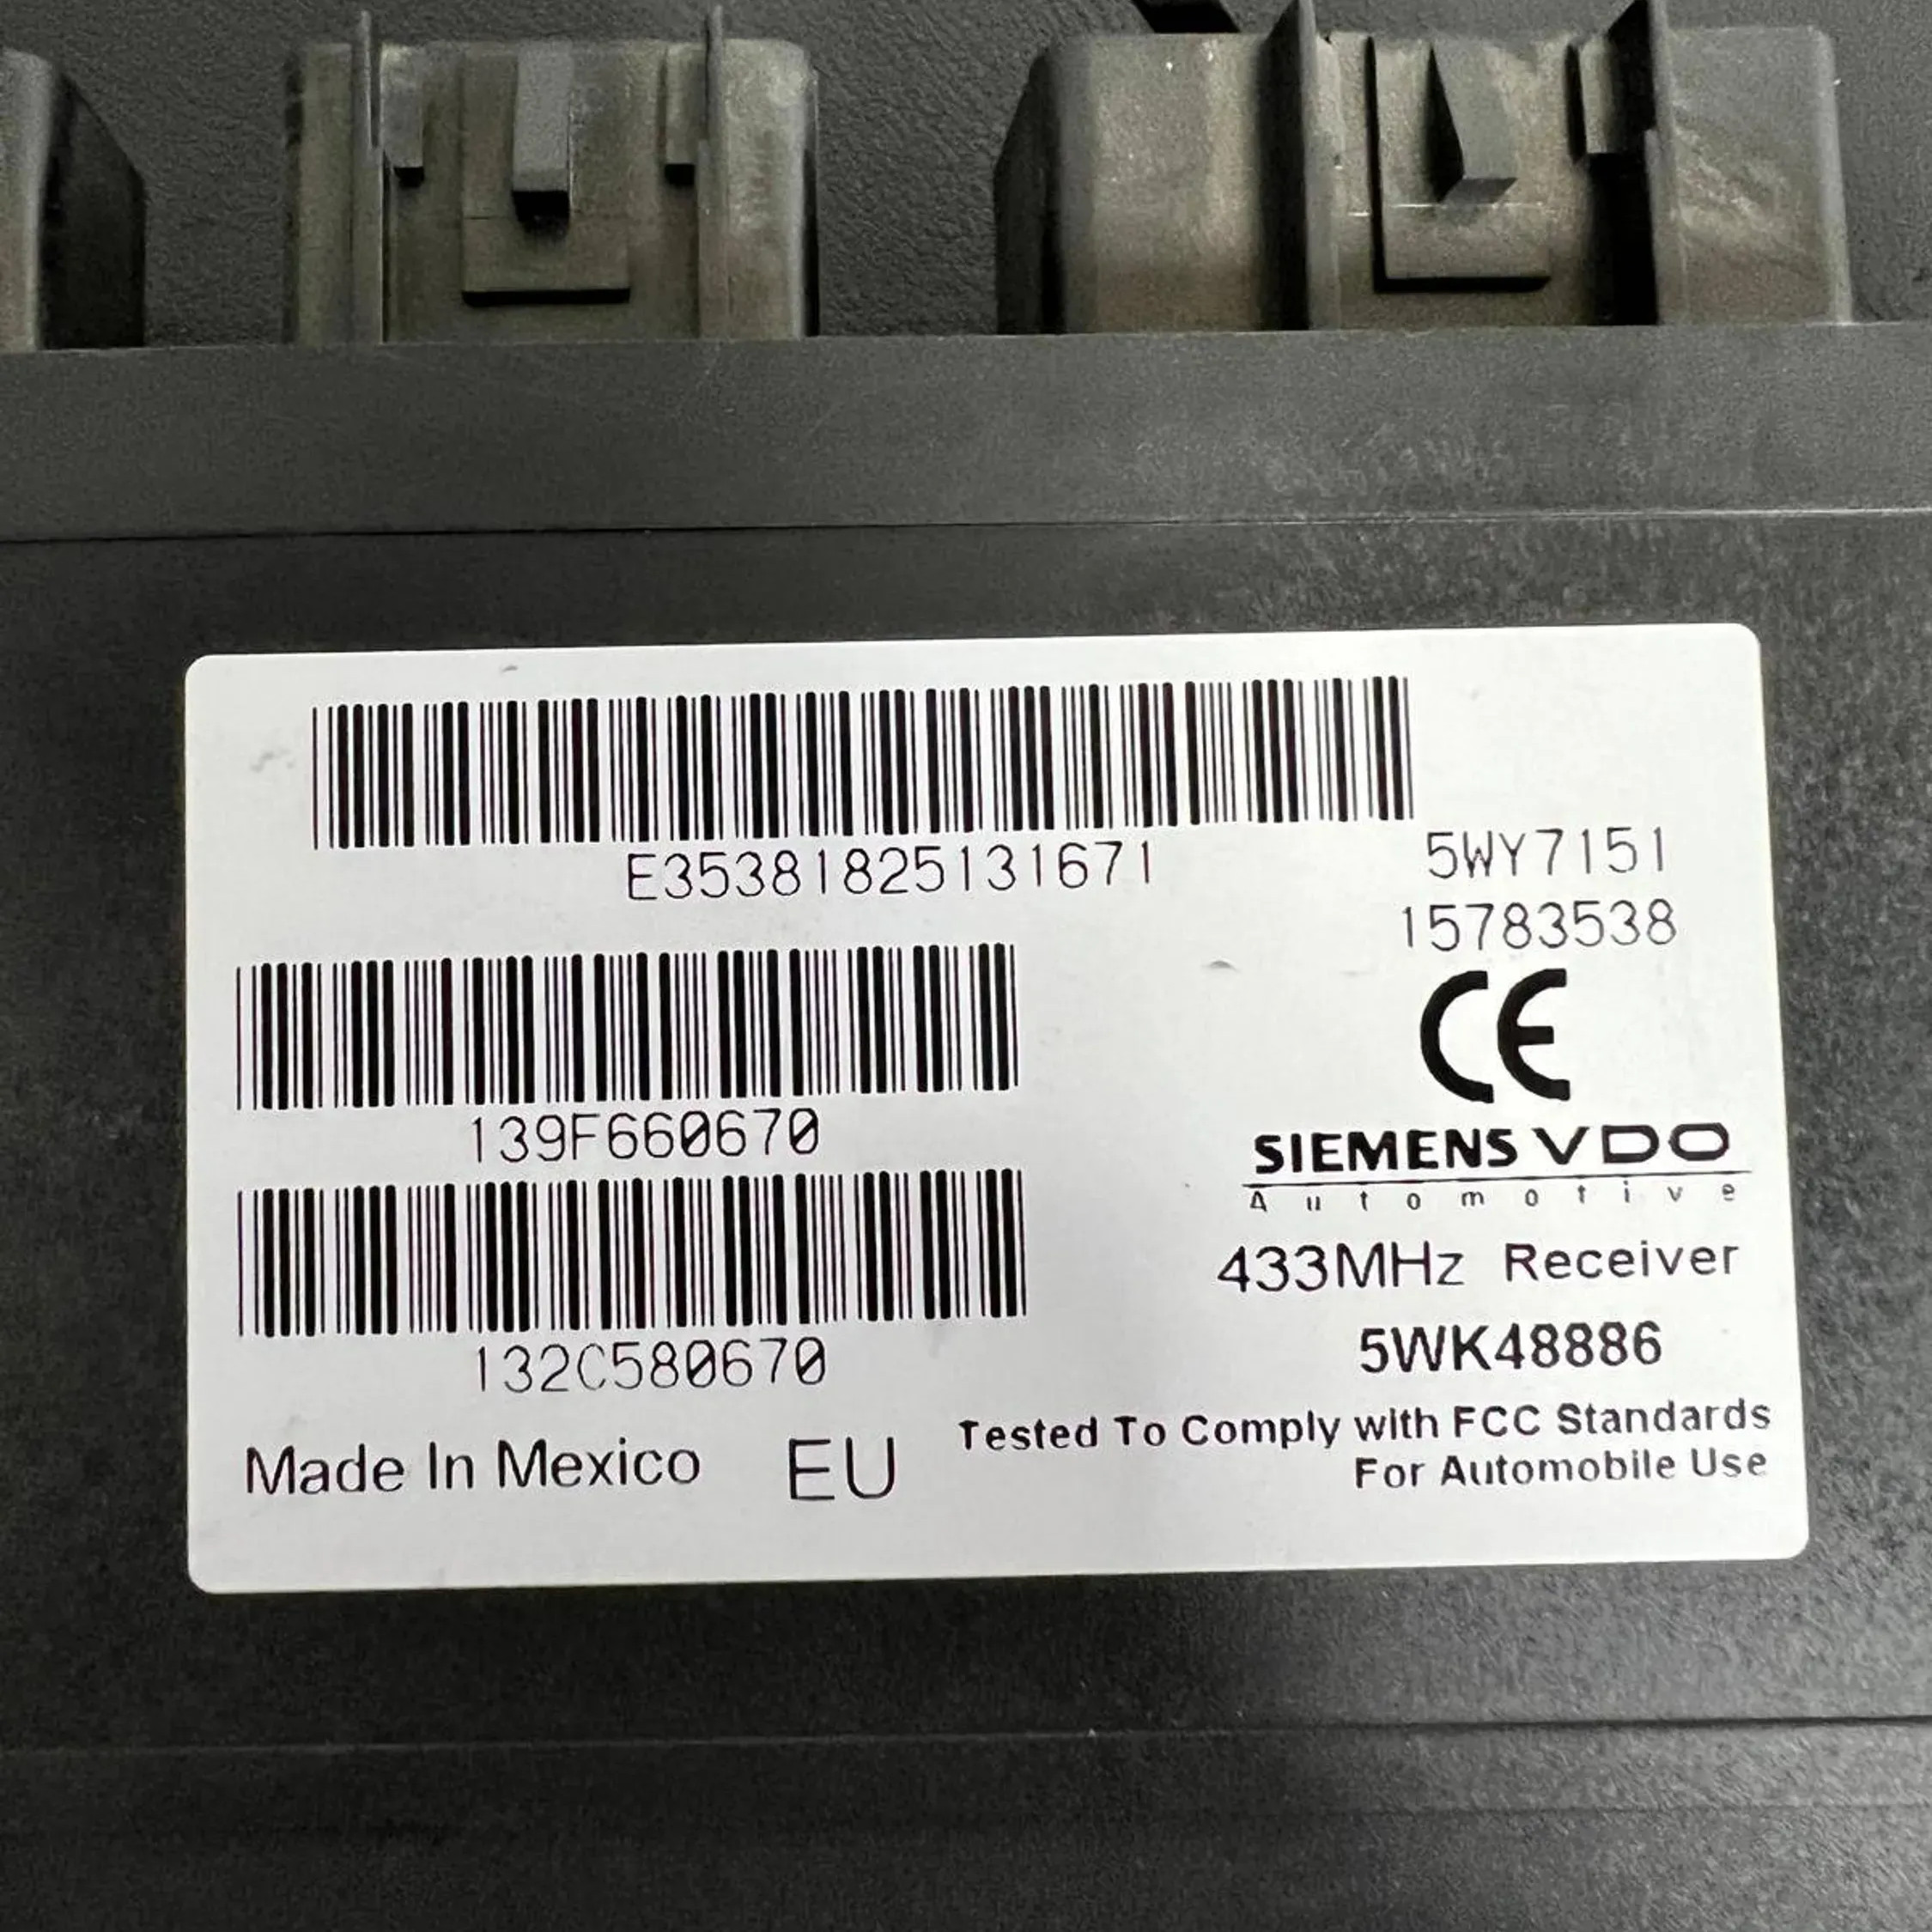 E35381825131671
5WY7151
15783538
CE
139F660670
SIEMENS VDO
Automotive
433MHz Receiver
132C580670
5WK48886
Made In Mexico
EU
Tested To Comply with FCC Standards
For Automobile Use